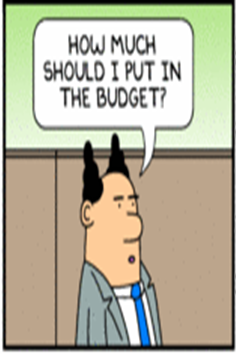 HOW MUCH
SHOULD I PUT IN
THE BUDGET?